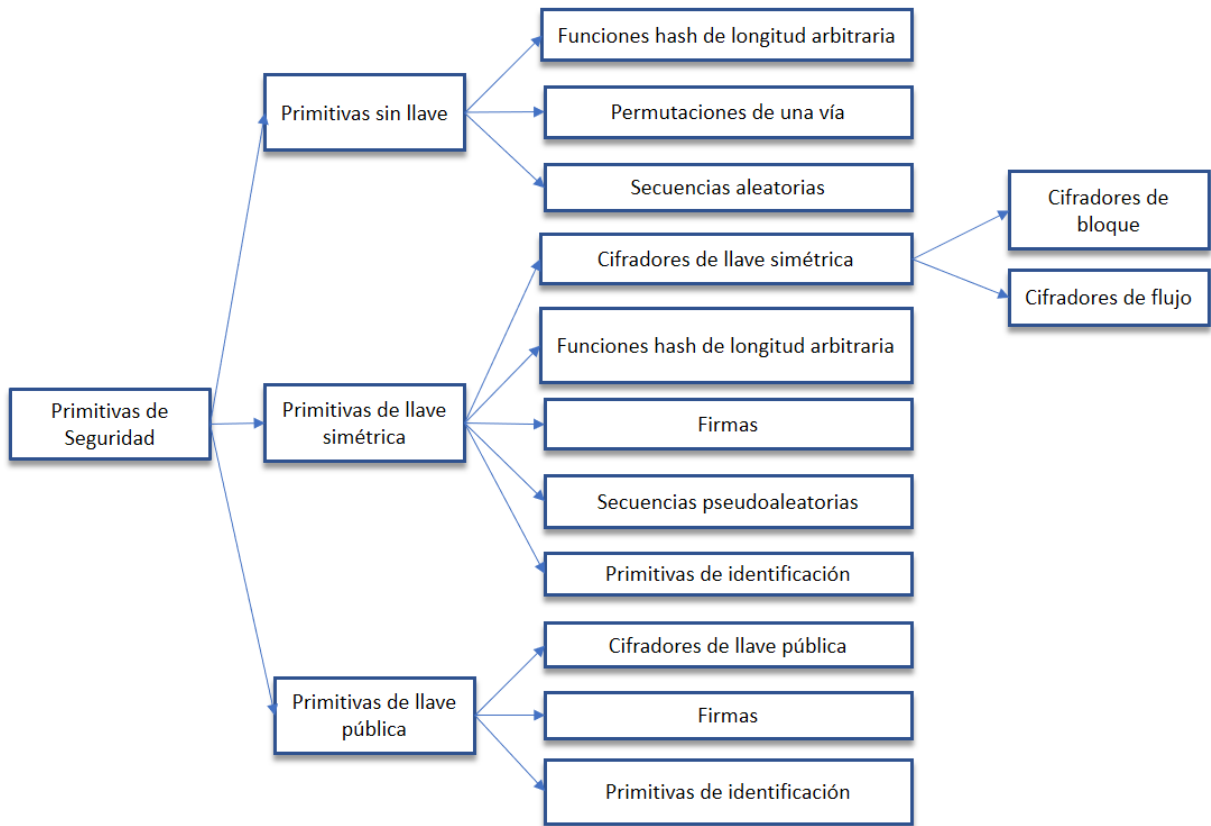 Funciones hash de longitud arbitraria
Primitivas sin llave
Permutaciones de una vía
Secuencias aleatorias
Cifradores de
bloque
Cifradores de llave simétrica
Cifradores de flujo
Funciones hash de longitud arbitraria
Primitivas de
Seguridad
Primitivas de llave
simétrica
Firmas
Secuencias pseudoaleatorias
Primitivas de identificación
Cifradores de llave pública
Primitivas de llave
pública
Firmas
Primitivas de identificación